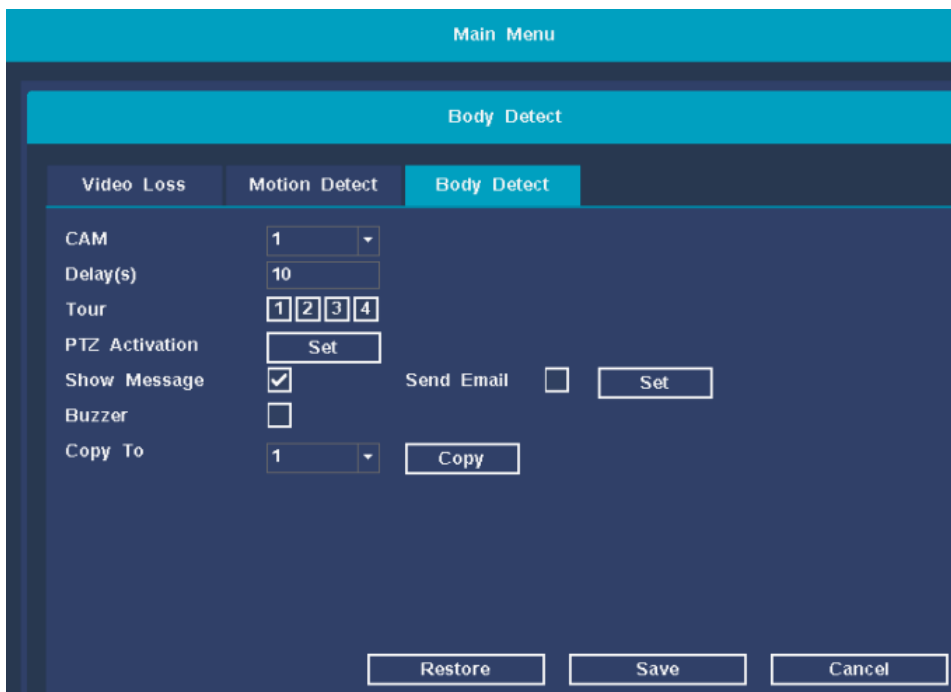 Main Menu
Body Detect
Video Loss Motion Detect Body Detect
CAM 1
Delay(s) 10
Tour 1 2 3 4
PTZ Activation Set
Show Message Send Email Set
Buzzer
Copy To 1 Copy
Restore Save Cancel